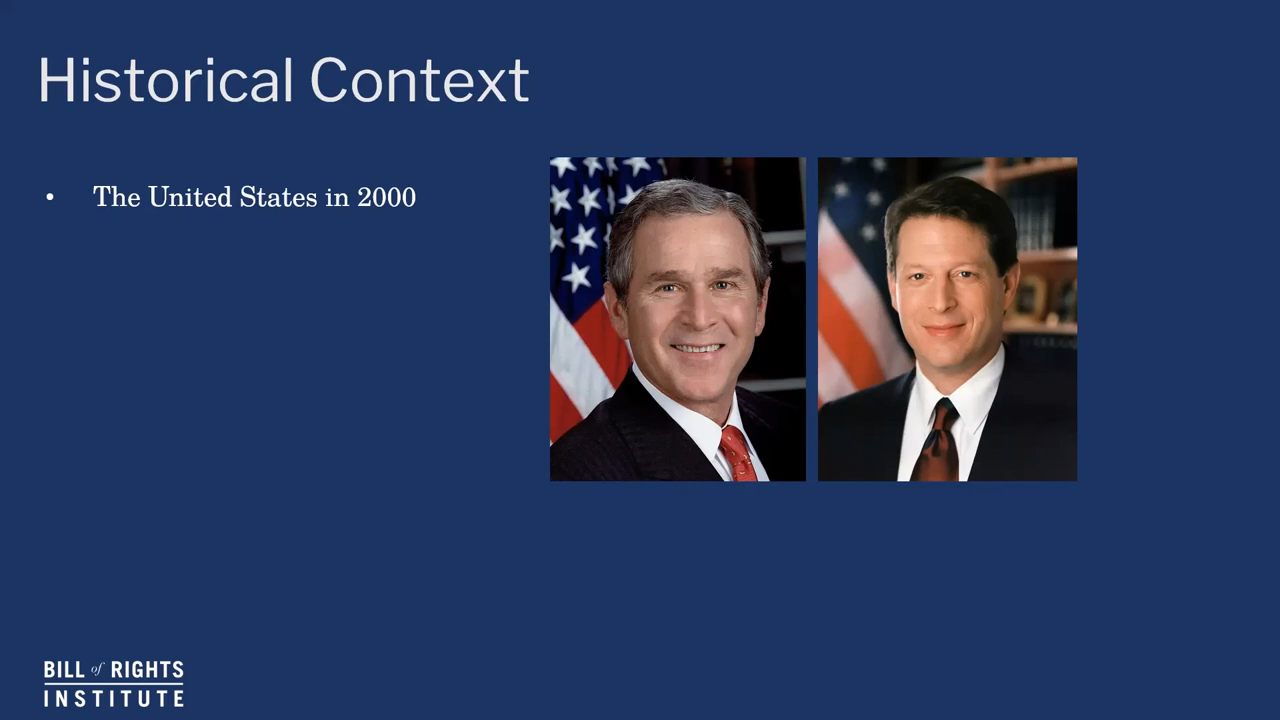 Historical Context
• The United States in 2000
BILL of RIGHTS
INSTITUTE